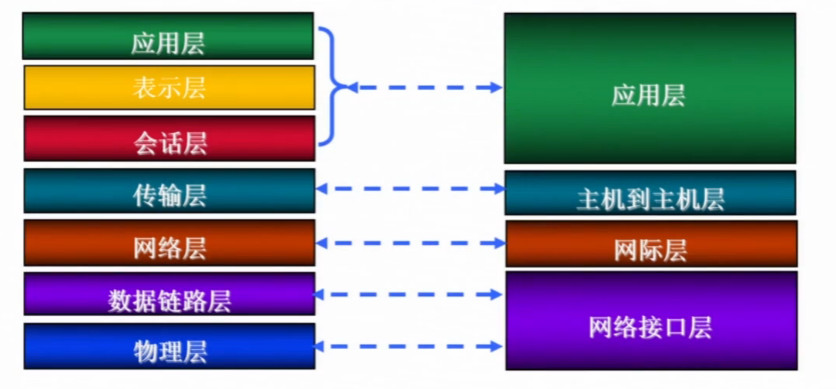 应用层
表示层
会话层
传输层
网络层
数据链路层
物理层
应用层
主机到主机层
网际层
网络接口层